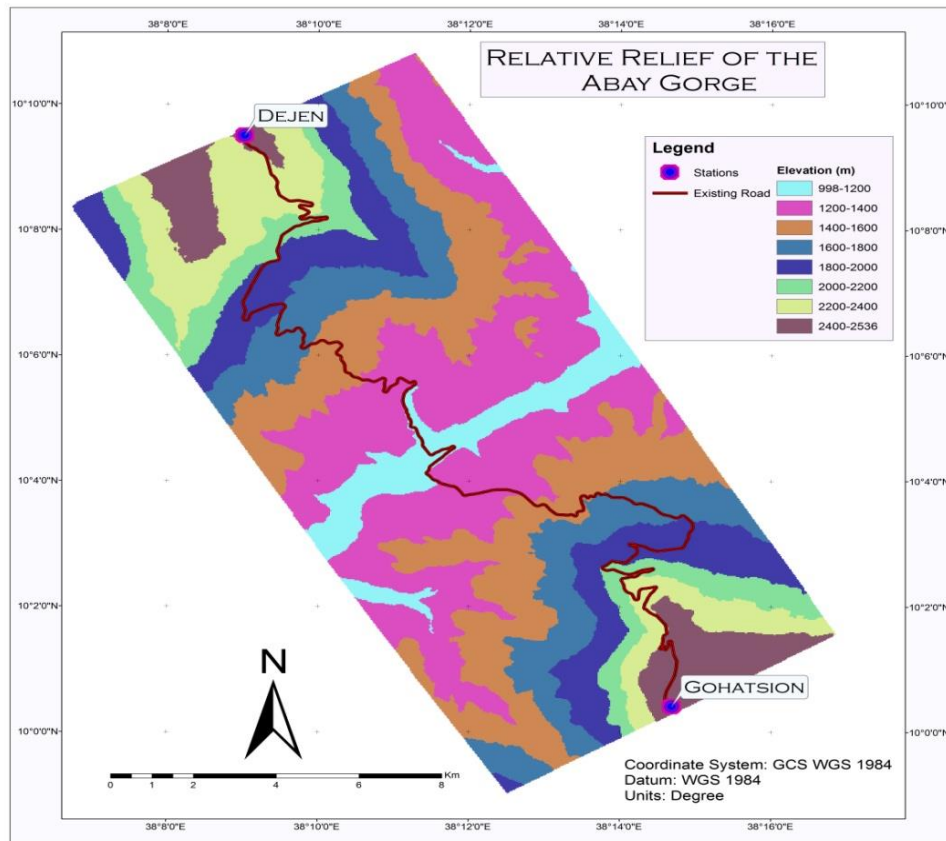 38°8'0"E 38°10'0"E 38°12'0"E 38°14'0"E 38°16'0"E
RELATIVE RELIEF OF THE
ABAY GORGE
10°10'0"N 10°10'0"N
DEJEN
Legend
Stations
Existing Road
Elevation (m)
998-1200
1200-1400
1400-1600
1600-1800
1800-2000
2000-2200
2200-2400
2400-2536
10°8'0"N 10°8'0"N
10°6'0"N 10°6'0"N
10°4'0"N 10°4'0"N
10°2'0"N 10°2'0"N
N
GOHATSION
10°0'0"N 10°0'0"N
Km
0 0.5 1 2 4 6 8
Coordinate System: GCS WGS 1984
Datum: WGS 1984
Units: Degree
38°8'0"E 38°10'0"E 38°12'0"E 38°14'0"E 38°16'0"E